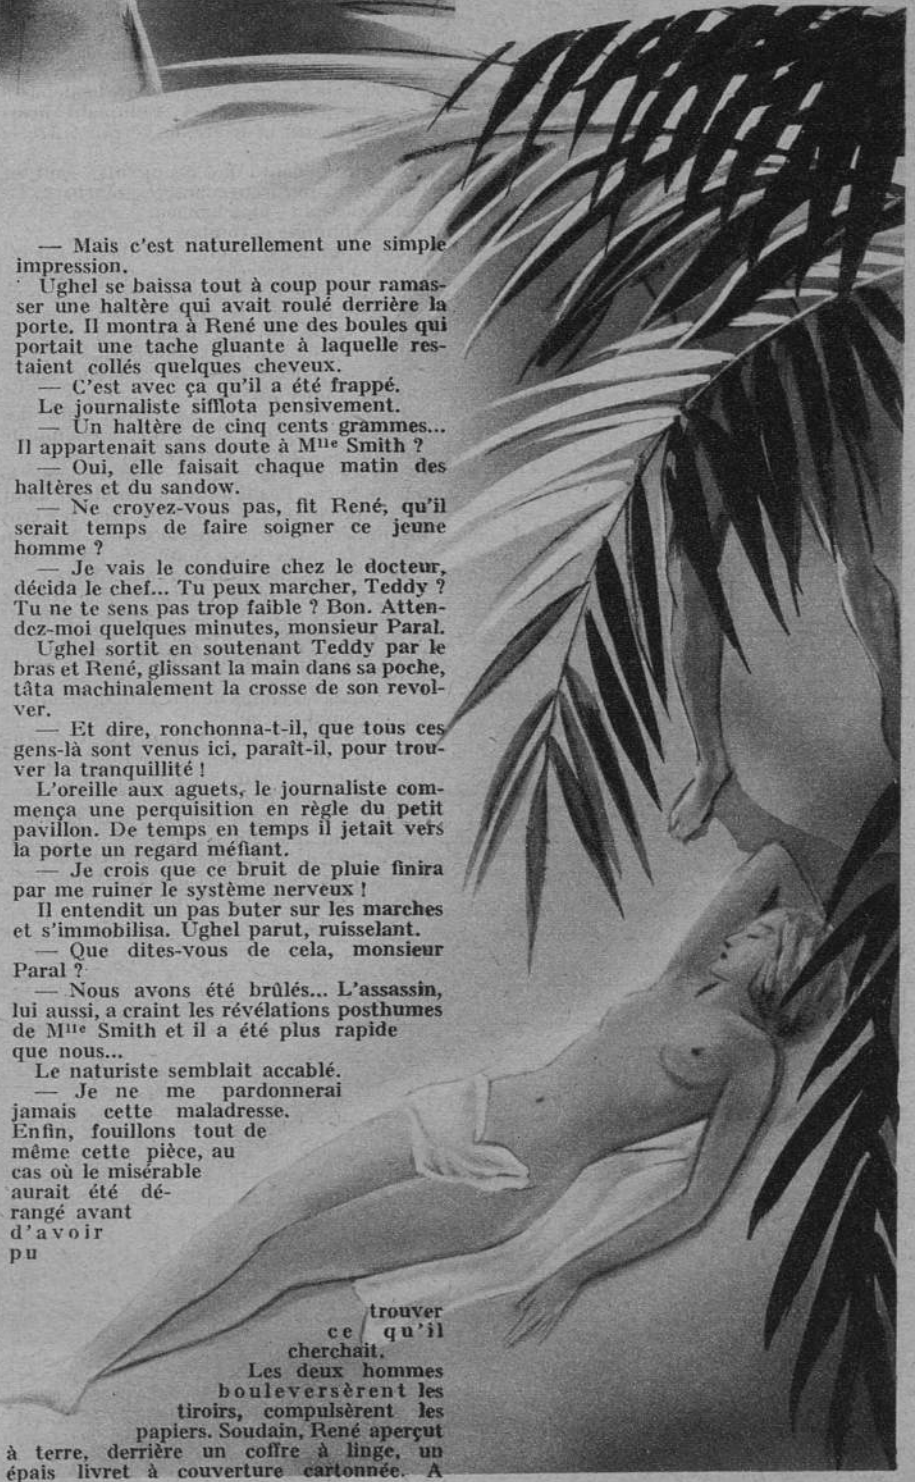 — Mais c'est naturellement une simple
impression.
Ughel se baissa tout à coup pour ramas-
ser une haltère qui avait roulé derrière la
porte. Il montra à René une des boules qui
portait une tache gluante à laquelle res-
taient collés quelques cheveux.
— C'est avec ça qu'il a été frappé.
Le journaliste sifflota pensivement.
— Un haltère de cinq cents grammes...
Il appartenait sans doute à Mlle Smith ?
— Oui, elle faisait chaque matin des
haltères et du sandow.
— Ne croyez-vous pas, fit René, qu'il
serait temps de faire soigner ce jeune
homme ?
— Je vais le conduire chez le docteur,
décida le chef... Tu peux marcher, Teddy ?
Tu ne te sens pas trop faible ? Bon. Atten-
dez-moi quelques minutes, monsieur Paral.
Ughel sortit en soutenant Teddy par le
bras et René, glissant la main dans sa poche,
tâta machinalement la crosse de son revol-
ver.
— Et dire, ronchonna-t-il, que tous ces
gens-là sont venus ici, paraît-il, pour trou-
ver la tranquillité !
L'oreille aux aguets, le journaliste com-
mença une perquisition en règle du petit
pavillon. De temps en temps il jetait vers
la porte un regard méfiant.
— Je crois que ce bruit de pluie finira
par me ruiner le système nerveux !
Il entendit un pas buter sur les marches
et s'immobilisa. Ughel parut, ruisselant.
— Que dites-vous de cela, monsieur
Paral ?
— Nous avons été brûlés... L'assassin,
lui aussi, a craint les révélations posthumes
de Mlle Smith et il a été plus rapide
que nous...
Le naturiste semblait accablé.
— Je ne me pardonnerai
jamais cette maladresse.
Enfin, fouillons tout de
même cette pièce, au
cas où le misérable
aurait été dé-
rangé avant
d'avoir
pu
trouver
ce qu'il
cherchait.
Les deux hommes
bouleversèrent les
tiroirs, compulsèrent les
papiers. Soudain, René aperçut
à terre, derrière un coffre à linge, un
épais livret à couverture cartonnée. A